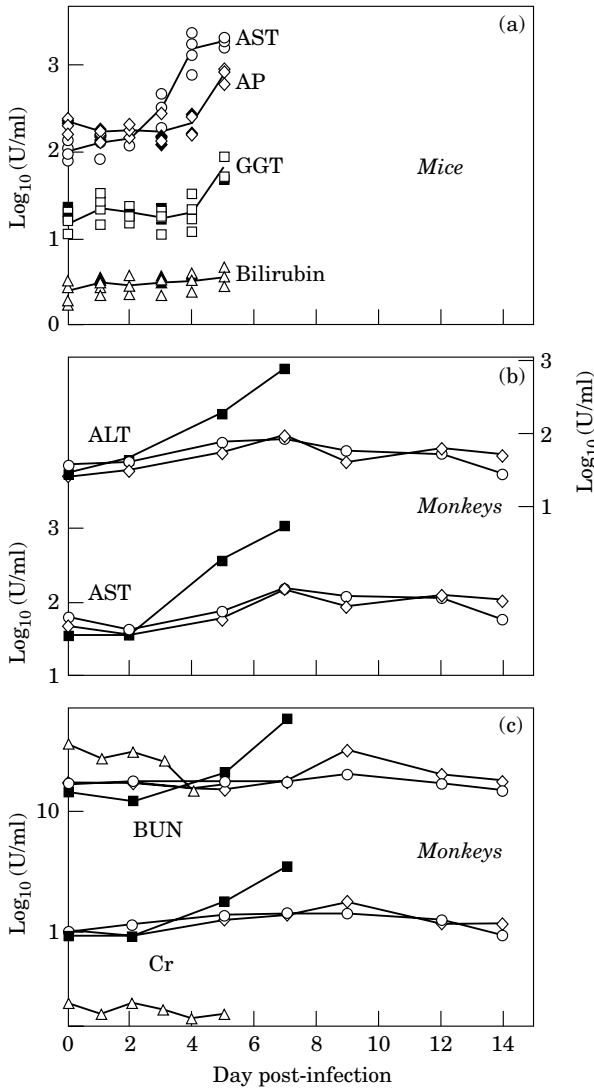 (a)
AST
AP
GGT
Mice
Bilirubin
3
2
1
0
Log10 (U/ml)
(b)
3
2
1
Log10 (U/ml)
ALT
Monkeys
AST
3
2
1
Log10 (U/ml)
(c)
BUN
Monkeys
Cr
10
1
Log10 (U/ml)
0 2 4 6 8 10 12 14
Day post-infection